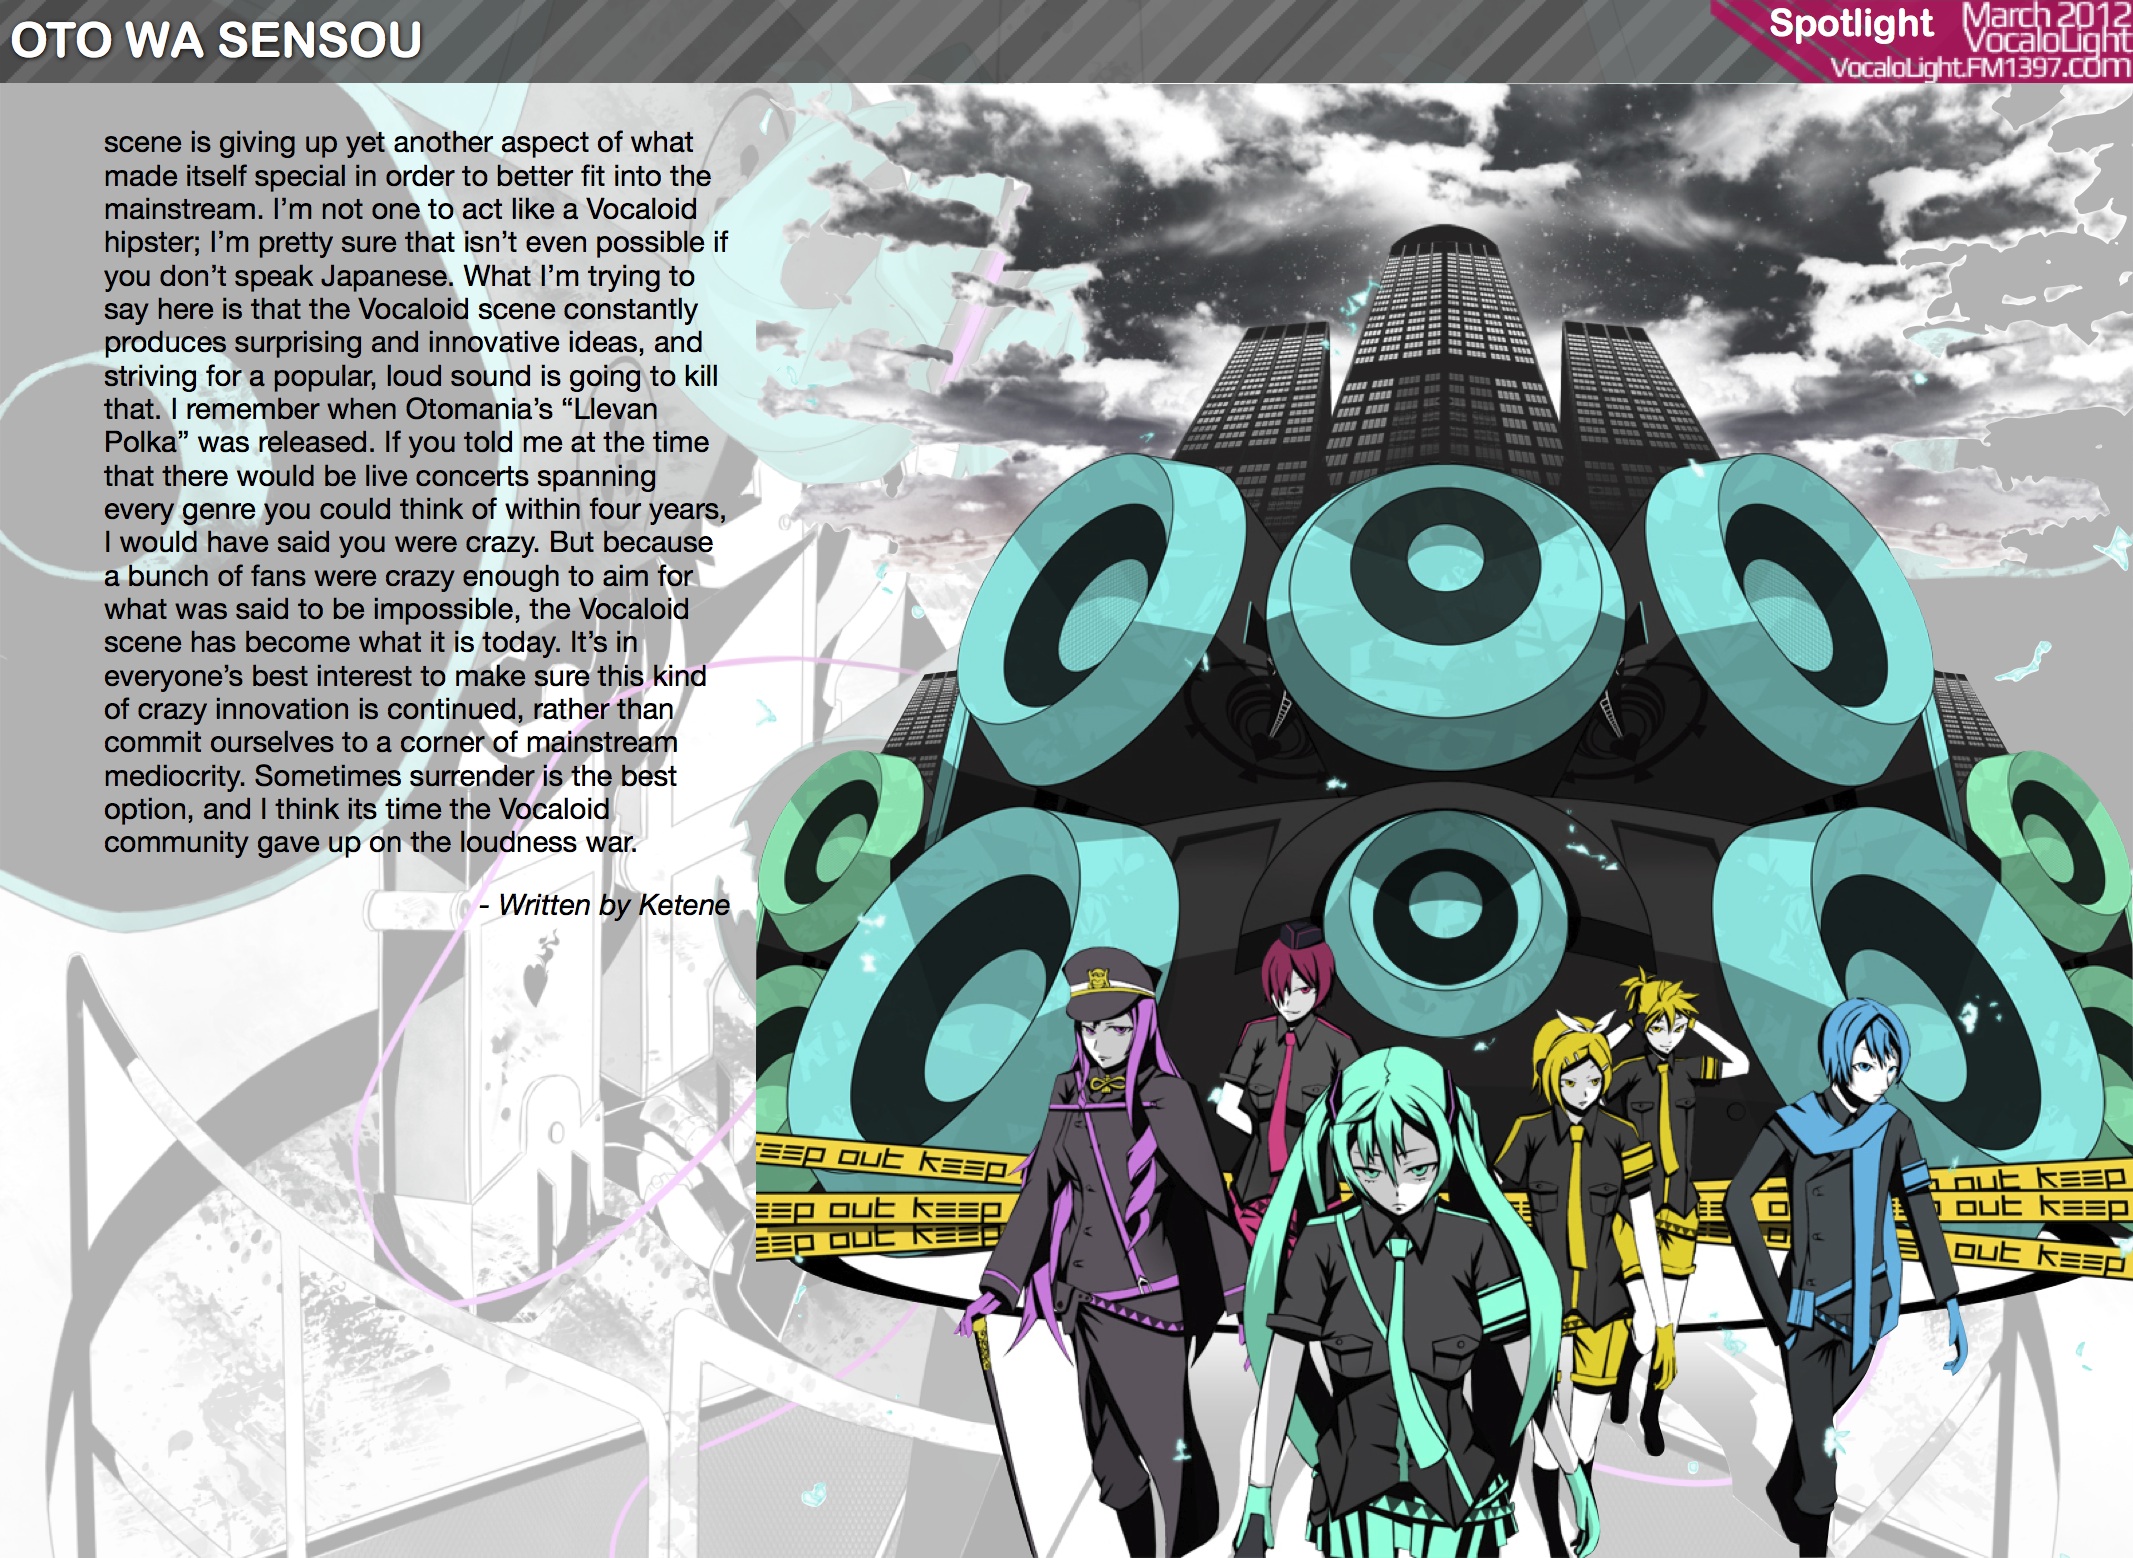 OTO WA SENSOU
Spotlight
March 2012
VocaloLight
VocaloLight.FM1397.com
scene is giving up yet another aspect of what
made itself special in order to better fit into the
mainstream. I’m not one to act like a Vocaloid
hipster; I’m pretty sure that isn’t even possible if
you don’t speak Japanese. What I’m trying to
say here is that the Vocaloid scene constantly
produces surprising and innovative ideas, and
striving for a popular, loud sound is going to kill
that. I remember when Otomania’s “Llevan
Polka” was released. If you told me at the time
that there would be live concerts spanning
every genre you could think of within four years,
I would have said you were crazy. But because
a bunch of fans were crazy enough to aim for
what was said to be impossible, the Vocaloid
scene has become what it is today. It’s in
everyone’s best interest to make sure this kind
of crazy innovation is continued, rather than
commit ourselves to a corner of mainstream
mediocrity. Sometimes surrender is the best
option, and I think its time the Vocaloid
community gave up on the loudness war.
- Written by Ketene
keep out keep
eep out keep
eep out keep
out keep
out keep
out keep